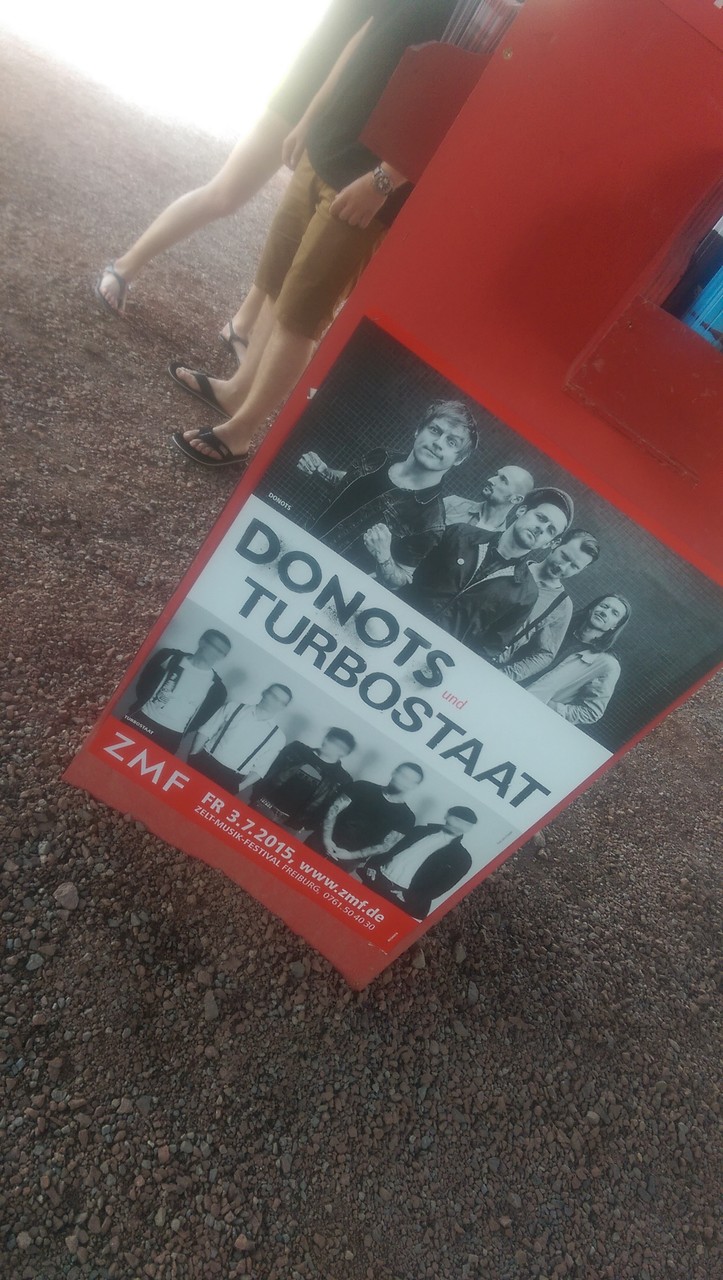 DONOTS
DONOTS
und
TURBOSTAAT
TURBOSTAAT
ZMF
FR 3.7.2015, www.zmf.de
ZELT-MUSIK-FESTIVAL FREIBURG, 0761.50 40 30